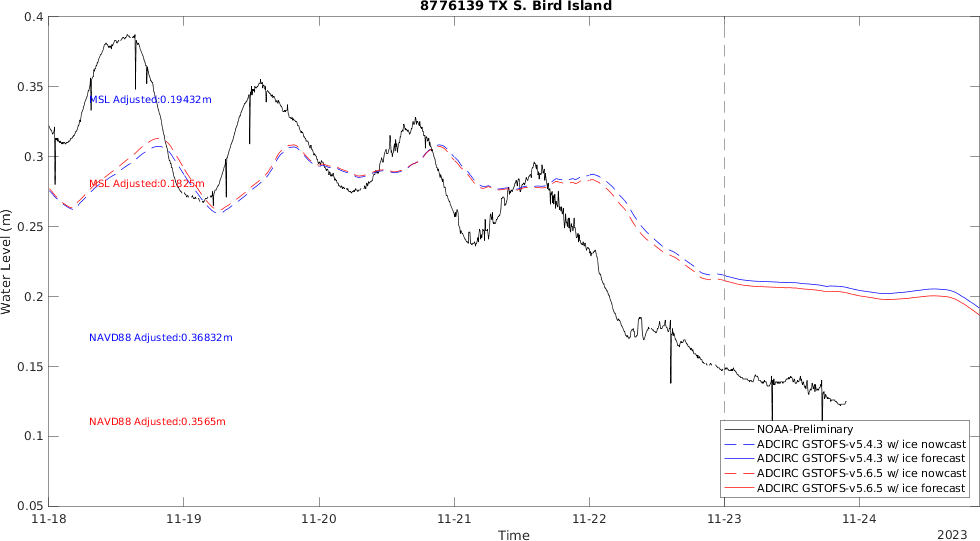 8776139 TX S. Bird Island
0.4
0.35
0.3
0.25
0.2
0.15
0.1
0.05
Water Level (m)
MSL Adjusted:0.19432m
MSL Adjusted:0.1825m
NAVD88 Adjusted:0.36832m
NAVD88 Adjusted:0.3565m
NOAA-Preliminary
ADCIRC GSTOFS-v5.4.3 w/ ice nowcast
ADCIRC GSTOFS-v5.4.3 w/ ice forecast
ADCIRC GSTOFS-v5.6.5 w/ ice nowcast
ADCIRC GSTOFS-v5.6.5 w/ ice forecast
11-18 11-19 11-20 11-21 11-22 11-23 11-24
Time
2023